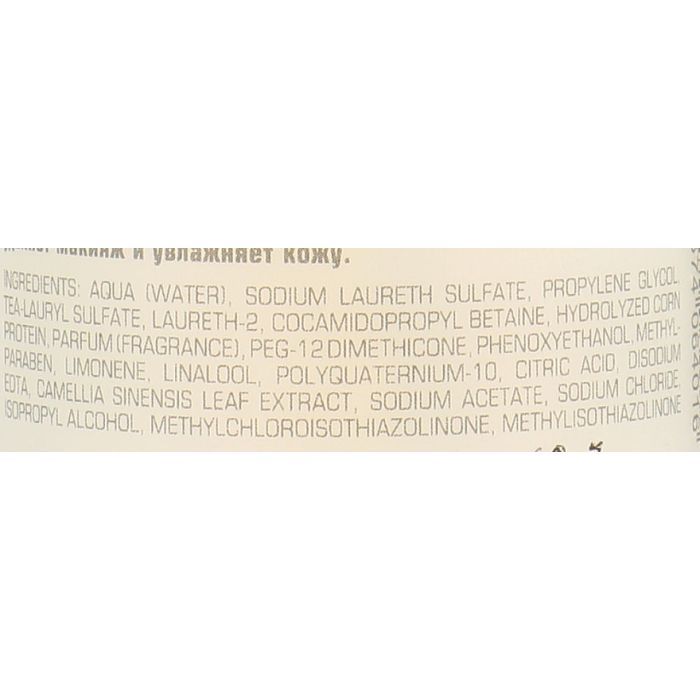 макияж и увлажняет кожу.
INGREDIENTS: AQUA (WATER), SODIUM LAURETH SULFATE, PROPYLENE GLYCOL
TEA-LAURYL SULFATE, LAURETH-2, COCAMIDOPROPYL BETAINE, HYDROLYZED CORN
PROTEIN, PARFUM (FRAGRANCE), PEG-12 DIMETHICONE, PHENOXYETHANOL, METHYL-
PARABEN, LIMONENE, LINALOOL, POLYQUATERNIUM-10, CITRIC ACID, DISODIUM
EDTA, CAMELLIA SINENSIS LEAF EXTRACT, SODIUM ACETATE, SODIUM CHLORIDE,
ISOPROPYL ALCOHOL, METHYLCHLOROISOTHIAZOLINONE, METHYLISOTHIAZOLINONE